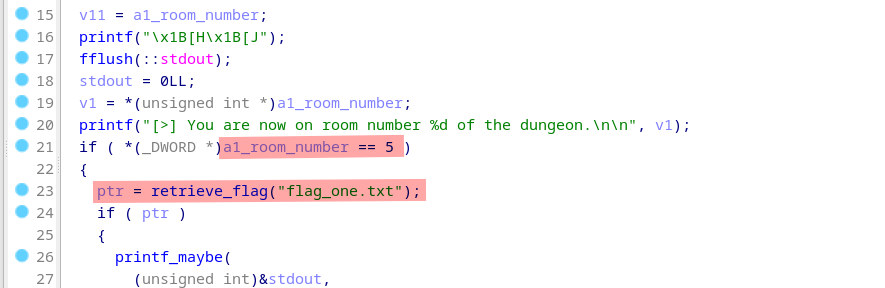 15 v11 = a1_room_number;
16 printf("\x1B[H\x1B[J");
17 fflush(::stdout);
18 stdout = 0LL;
19 v1 = *(unsigned int *)a1_room_number;
20 printf("[>] You are now on room number %d of the dungeon.\n\n", v1);
21 if ( *(_DWORD *)a1_room_number == 5 )
22 {
23 ptr = retrieve_flag("flag_one.txt");
24 if ( ptr )
25 {
26 printf_maybe(
27 (unsigned int)&stdout,